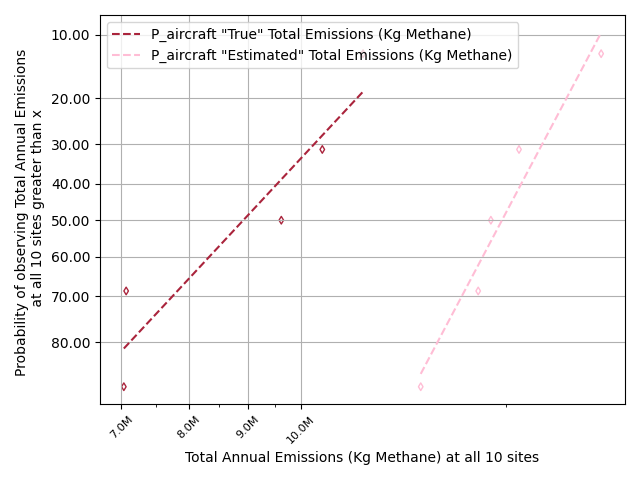 P_aircraft "True" Total Emissions (Kg Methane)
P_aircraft "Estimated" Total Emissions (Kg Methane)
Probability of observing Total Annual Emissions
at all 10 sites greater than x
10.00
20.00
30.00
40.00
50.00
60.00
70.00
80.00
7.0M
8.0M
9.0M
10.0M
Total Annual Emissions (Kg Methane) at all 10 sites